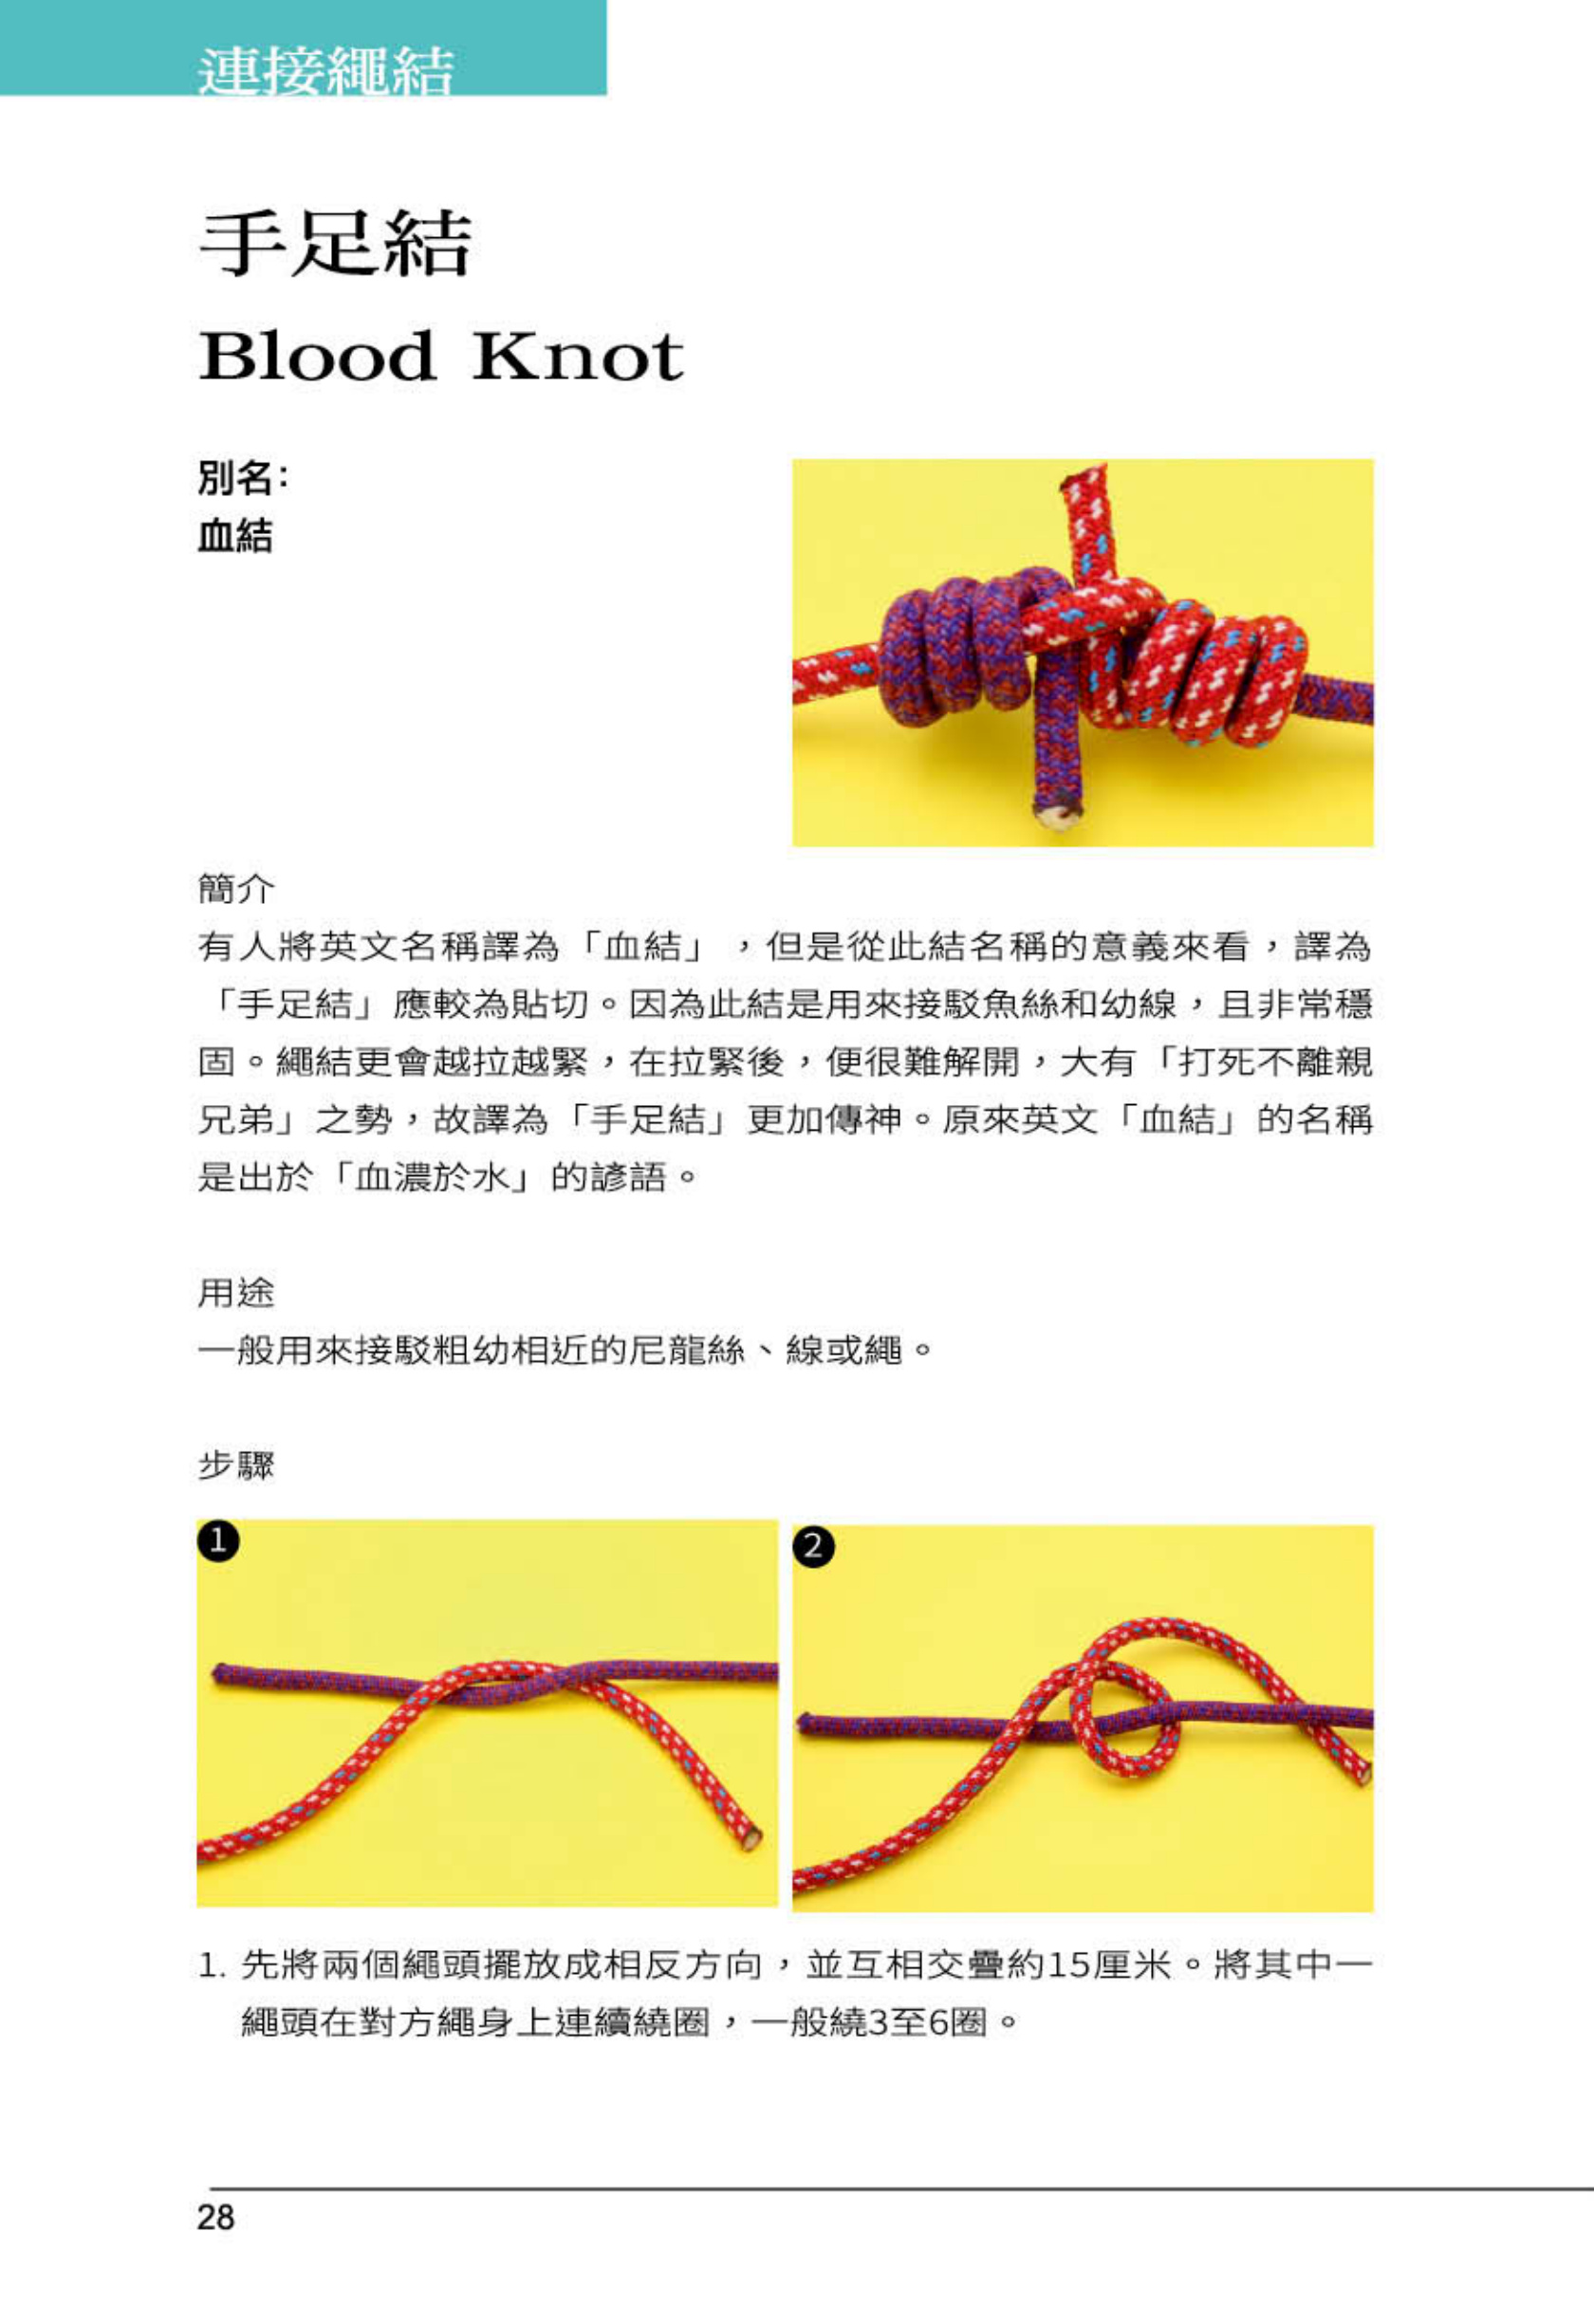 連接繩結
手足結
Blood Knot
別名：
血結
簡介
有人將英文名稱譯為「血結」，但是從此結名稱的意義來看，譯為
「手足結」應較為貼切。因為此結是用來接駁魚絲和幼線，且非常穩
固。繩結更會越拉越緊，在拉緊後，便很難解開，大有「打死不離親
兄弟」之勢，故譯為「手足結」更加傳神。原來英文「血結」的名稱
是出於「血濃於水」的諺語。
用途
一般用來接駁粗幼相近的尼龍絲、線或繩。
步驟
1
2
1. 先將兩個繩頭擺放成相反方向，並互相交疊約15厘米。將其中一
繩頭在對方繩身上連續繞圈，一般繞3至6圈。
28